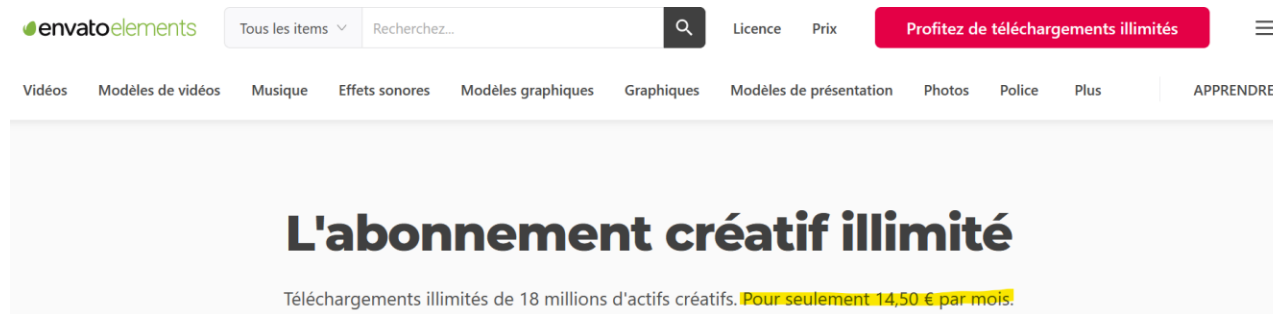 envatoelements
Tous les items
Recherchez...
Licence
Prix
Profitez de téléchargements illimités
Vidéos
Modèles de vidéos
Musique
Effets sonores
Modèles graphiques
Graphiques
Modèles de présentation
Photos
Police
Plus
APPRENDRE
L'abonnement créatif illimité
Téléchargements illimités de 18 millions d'actifs créatifs. Pour seulement 14,50 € par mois.